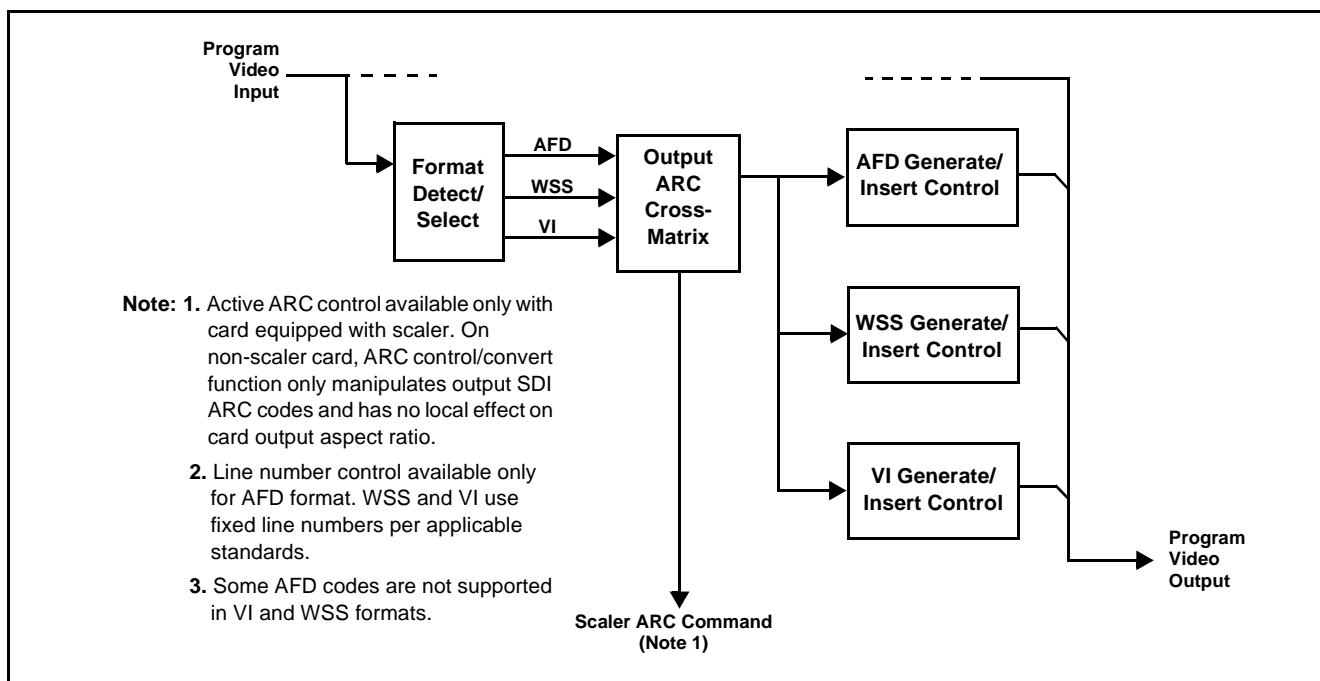 Program
Video
Input
Format
Detect/
Select
AFD
WSS
VI
Output
ARC
Cross-
Matrix
AFD Generate/
Insert Control
WSS Generate/
Insert Control
VI Generate/
Insert Control
Note: 1. Active ARC control available only with
card equipped with scaler. On
non-scaler card, ARC control/convert
function only manipulates output SDI
ARC codes and has no local effect on
card output aspect ratio.
2. Line number control available only
for AFD format. WSS and VI use
fixed line numbers per applicable
standards.
3. Some AFD codes are not supported
in VI and WSS formats.
Scaler ARC Command
(Note 1)
Program
Video
Output